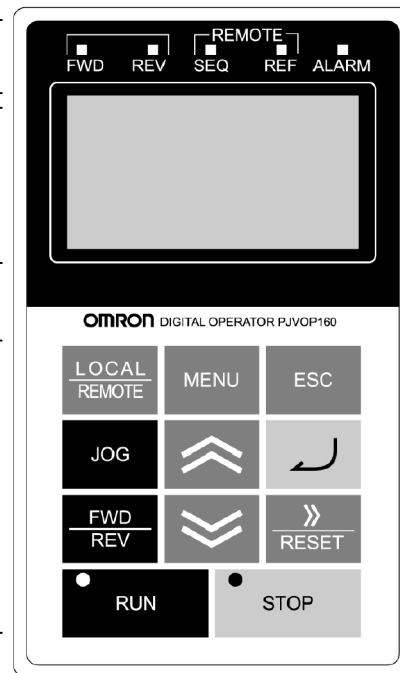 REMOTE
FWD REV SEQ REF ALARM
OMRON DIGITAL OPERATOR PJVOP160
LOCAL
REMOTE
MENU
ESC
JOG
FWD
REV
RESET
RUN
STOP